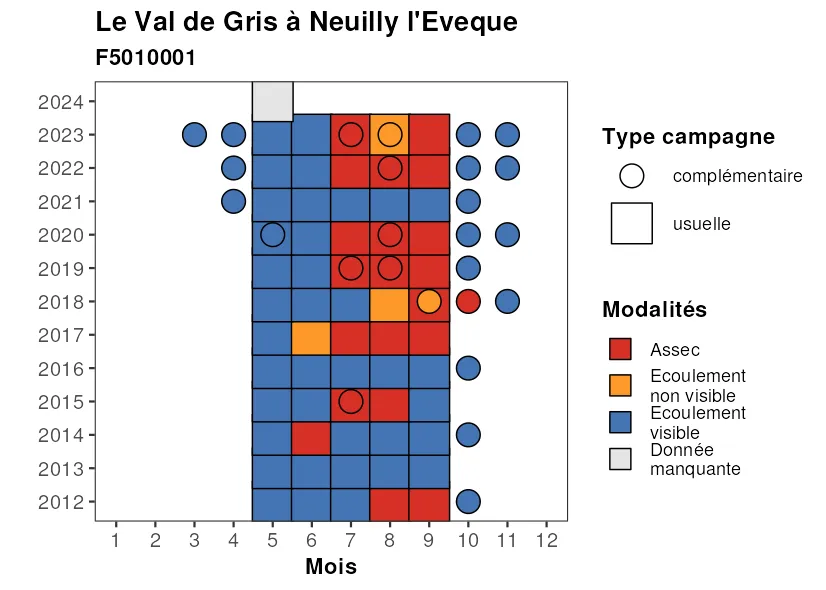 Le Val de Gris à Neuilly l'Eveque
F5010001
2024
2023
2022
2021
2020
2019
2018
2017
2016
2015
2014
2013
2012
1 2 3 4 5 6 7 8 9 10 11 12
Mois
Type campagne
complémentaire
usuelle
Modalités
Assec
Ecoulement
non visible
Ecoulement
visible
Donnée
manquante